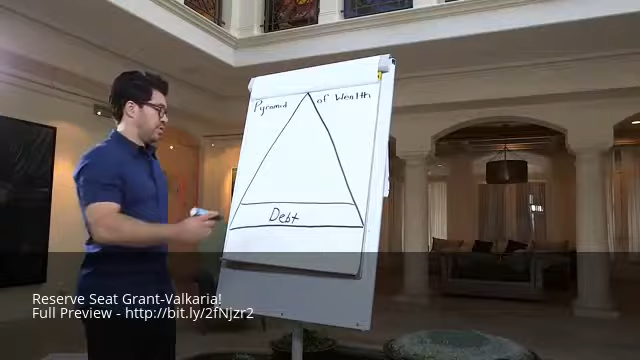 Pyramid of Wealth
Debt
Reserve Seat Grant-Valkaria!
Full Preview - http://bit.ly/2fNJzr2